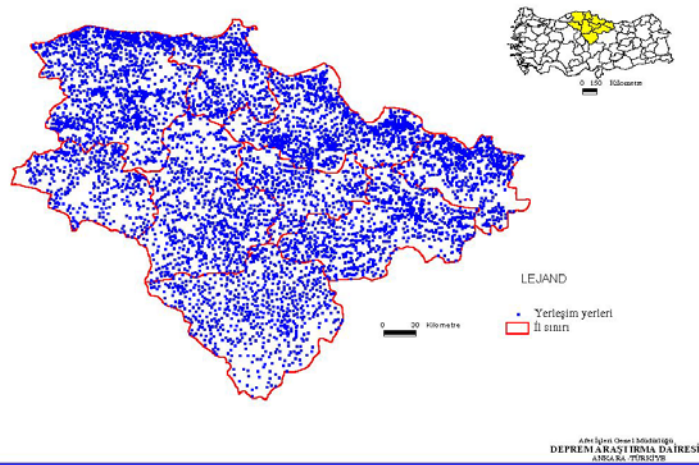 0 150 Kilometre
LEJAND
Yerleşim yerleri
İl sınırı
0 30 Kilometre
Afet İşleri Genel Müdürlüğü
DEPREM ARAŞTIRMA DAİRESİ
ANKARA -TÜRKİYE